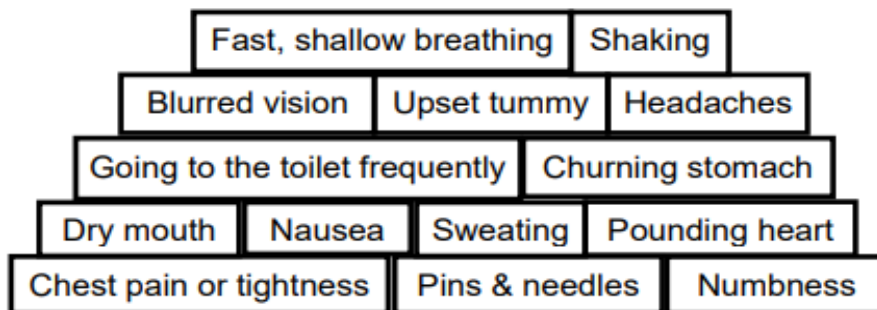 Fast, shallow breathing Shaking
Blurred vision Upset tummy Headaches
Going to the toilet frequently Churning stomach
Dry mouth Nausea Sweating Pounding heart
Chest pain or tightness Pins & needles Numbness